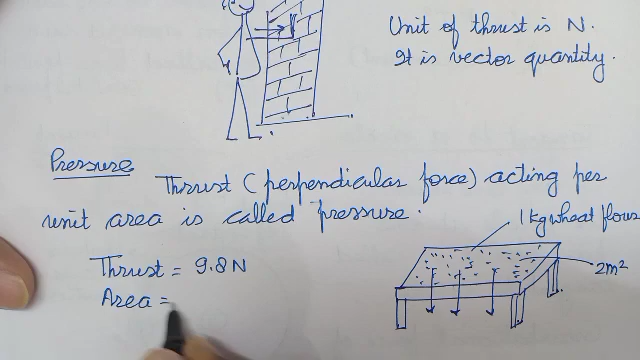 Unit of thrust is N.
It is vector quantity.
Pressure Thrust (perpendicular force) acting per
unit area is called pressure.
1 kg wheat flour
Thrust = 9.8 N
2m²
Area =